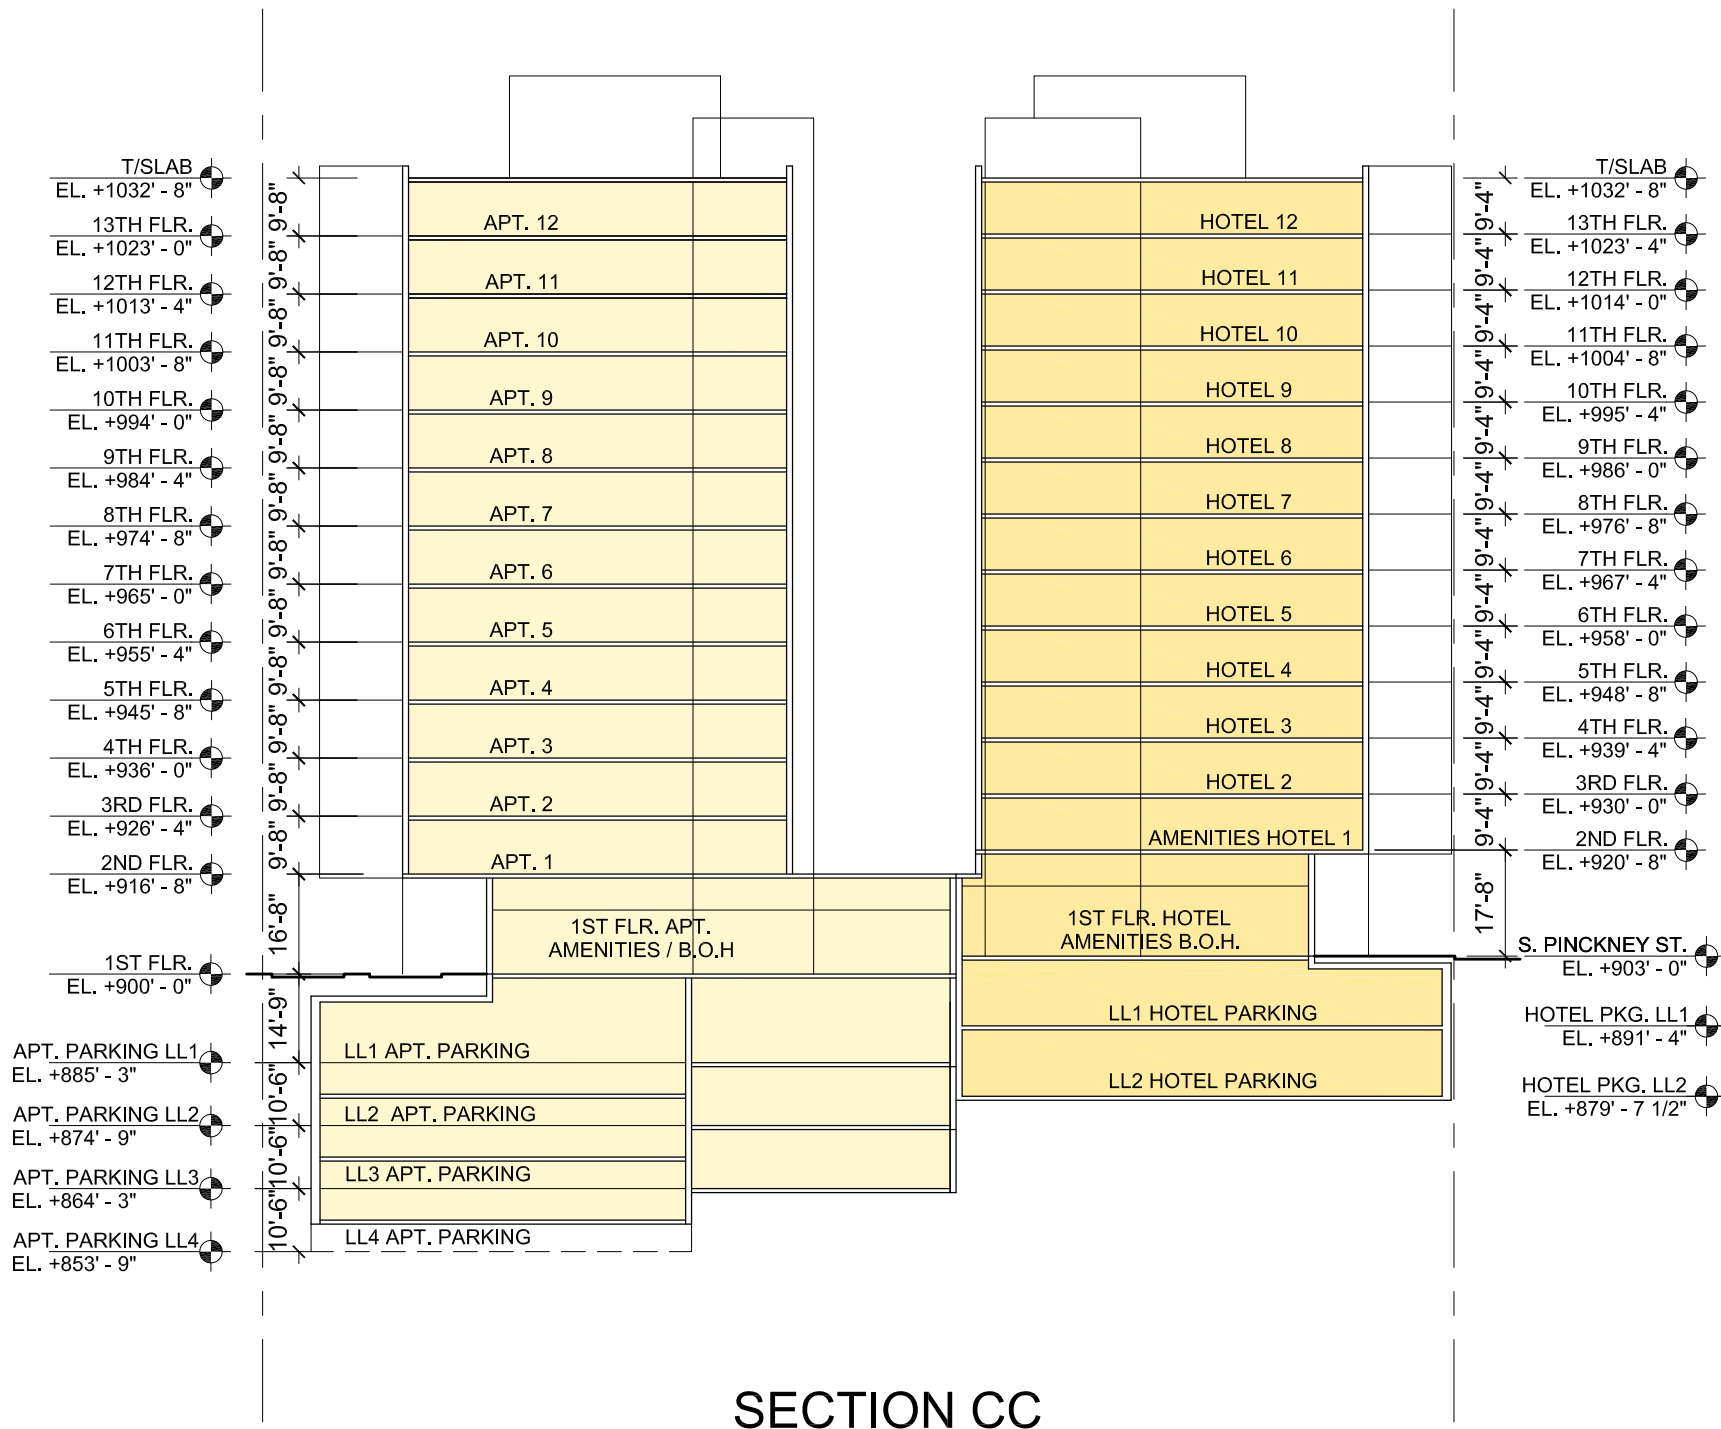 T/SLAB
EL. +1032' - 8"
13TH FLR.
EL. +1023' - 0"
12TH FLR.
EL. +1013' - 4"
11TH FLR.
EL. +1003' - 8"
10TH FLR.
EL. +994' - 0"
9TH FLR.
EL. +984' - 4"
8TH FLR.
EL. +974' - 8"
7TH FLR.
EL. +965' - 0"
6TH FLR.
EL. +955' - 4"
5TH FLR.
EL. +945' - 8"
4TH FLR.
EL. +936' - 0"
3RD FLR.
EL. +926' - 4"
2ND FLR.
EL. +916' - 8"
1ST FLR.
EL. +900' - 0"
APT. PARKING LL1
EL. +885' - 3"
APT. PARKING LL2
EL. +874' - 9"
APT. PARKING LL3
EL. +864' - 3"
APT. PARKING LL4
EL. +853' - 9"
9'-8"
9'-8"
9'-8"
9'-8"
9'-8"
9'-8"
9'-8"
9'-8"
9'-8"
9'-8"
9'-8"
9'-8"
16'-8"
14'-9"
10'-6"
10'-6"
10'-6"
APT. 12
APT. 11
APT. 10
APT. 9
APT. 8
APT. 7
APT. 6
APT. 5
APT. 4
APT. 3
APT. 2
APT. 1
1ST FLR. APT.
AMENITIES / B.O.H
LL1 APT. PARKING
LL2 APT. PARKING
LL3 APT. PARKING
LL4 APT. PARKING
HOTEL 12
HOTEL 11
HOTEL 10
HOTEL 9
HOTEL 8
HOTEL 7
HOTEL 6
HOTEL 5
HOTEL 4
HOTEL 3
HOTEL 2
AMENITIES HOTEL 1
1ST FLR. HOTEL
AMENITIES B.O.H.
LL1 HOTEL PARKING
LL2 HOTEL PARKING
9'-4"
9'-4"
9'-4"
9'-4"
9'-4"
9'-4"
9'-4"
9'-4"
9'-4"
9'-4"
9'-4"
9'-4"
17'-8"
T/SLAB
EL. +1032' - 8"
13TH FLR.
EL. +1023' - 4"
12TH FLR.
EL. +1014' - 0"
11TH FLR.
EL. +1004' - 8"
10TH FLR.
EL. +995' - 4"
9TH FLR.
EL. +986' - 0"
8TH FLR.
EL. +976' - 8"
7TH FLR.
EL. +967' - 4"
6TH FLR.
EL. +958' - 0"
5TH FLR.
EL. +948' - 8"
4TH FLR.
EL. +939' - 4"
3RD FLR.
EL. +930' - 0"
2ND FLR.
EL. +920' - 8"
S. PINCKNEY ST.
EL. +903' - 0"
HOTEL PKG. LL1
EL. +891' - 4"
HOTEL PKG. LL2
EL. +879' - 7 1/2"
SECTION CC